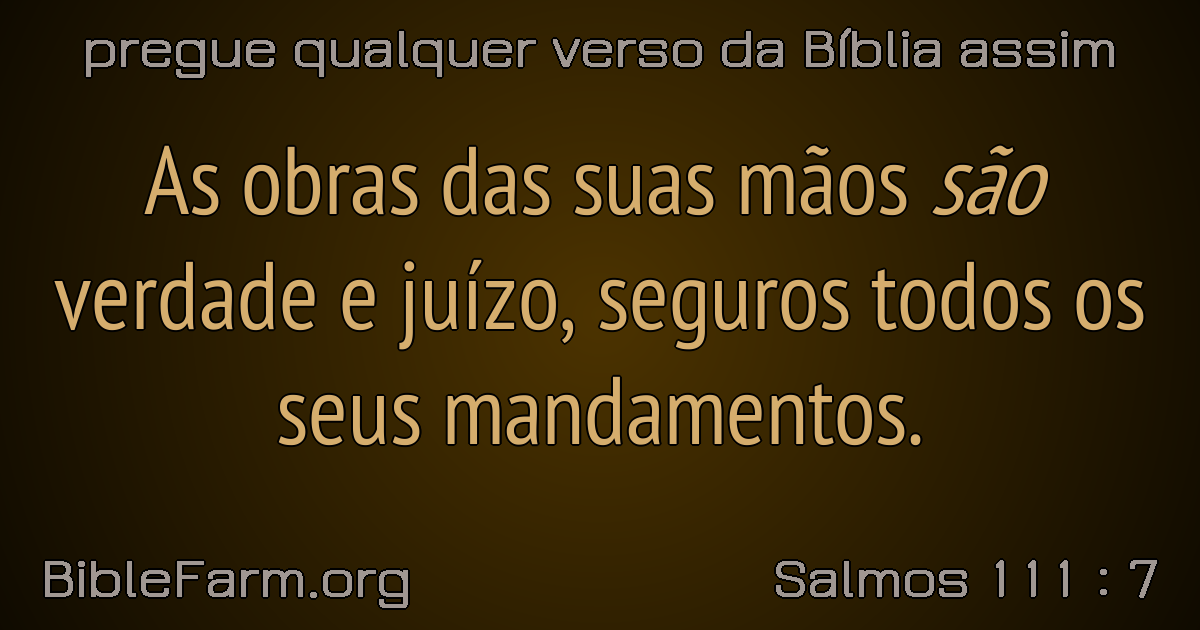 pregue qualquer verso da Bíblia assim
As obras das suas mãos são
verdade e juízo, seguros todos os
seus mandamentos.
BibleFarm.org
Salmos 111 : 7